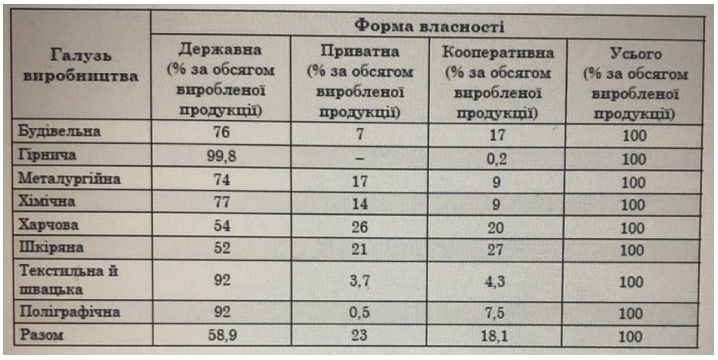 Галузь виробництва | Форма власності
Державна (% за обсягом виробленої продукції) | Приватна (% за обсягом виробленої продукції) | Кооперативна (% за обсягом виробленої продукції) | Усього (% за обсягом виробленої продукції)
Будівельна | 76 | 7 | 17 | 100
Гірнича | 99,8 | – | 0,2 | 100
Металургійна | 74 | 17 | 9 | 100
Хімічна | 77 | 14 | 9 | 100
Харчова | 54 | 26 | 20 | 100
Шкіряна | 52 | 21 | 27 | 100
Текстильна й швацька | 92 | 3,7 | 4,3 | 100
Поліграфічна | 92 | 0,5 | 7,5 | 100
Разом | 58,9 | 23 | 18,1 | 100